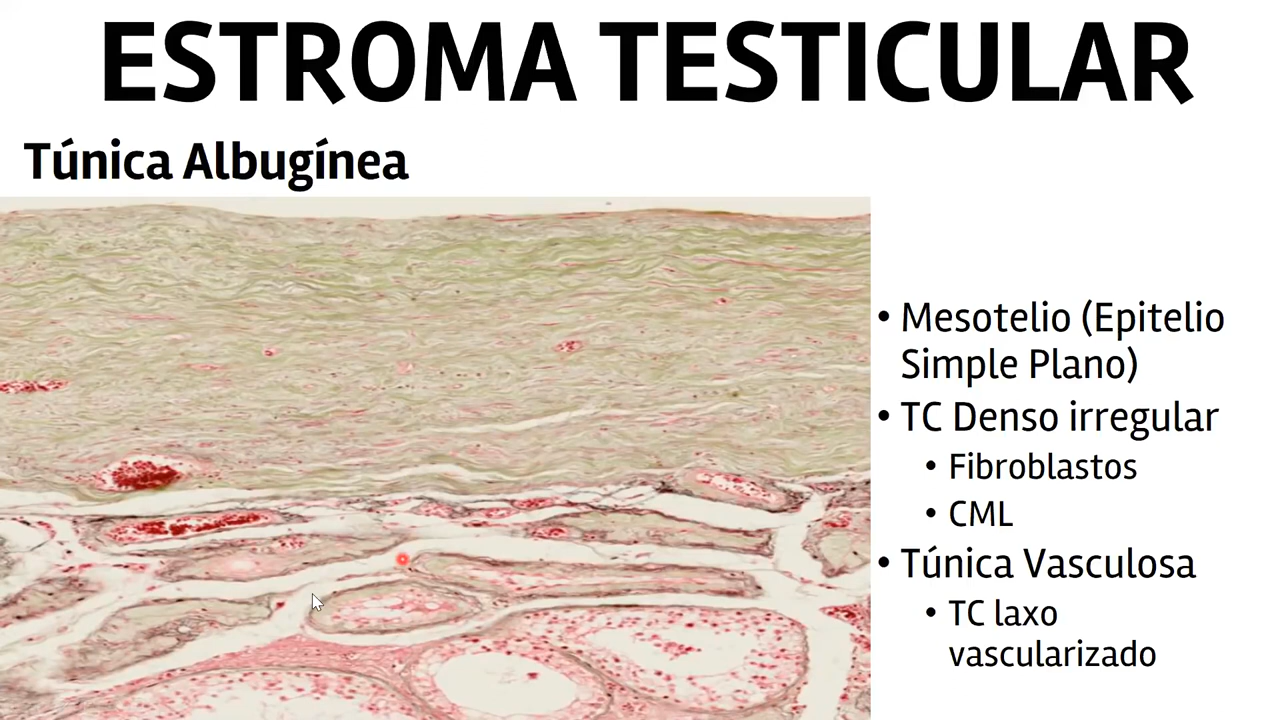 ESTROMA TESTICULAR
Túnica Albugínea
• Mesotelio (Epitelio
Simple Plano)
• TC Denso irregular
• Fibroblastos
• CML
• Túnica Vasculosa
• TC laxo
vascularizado